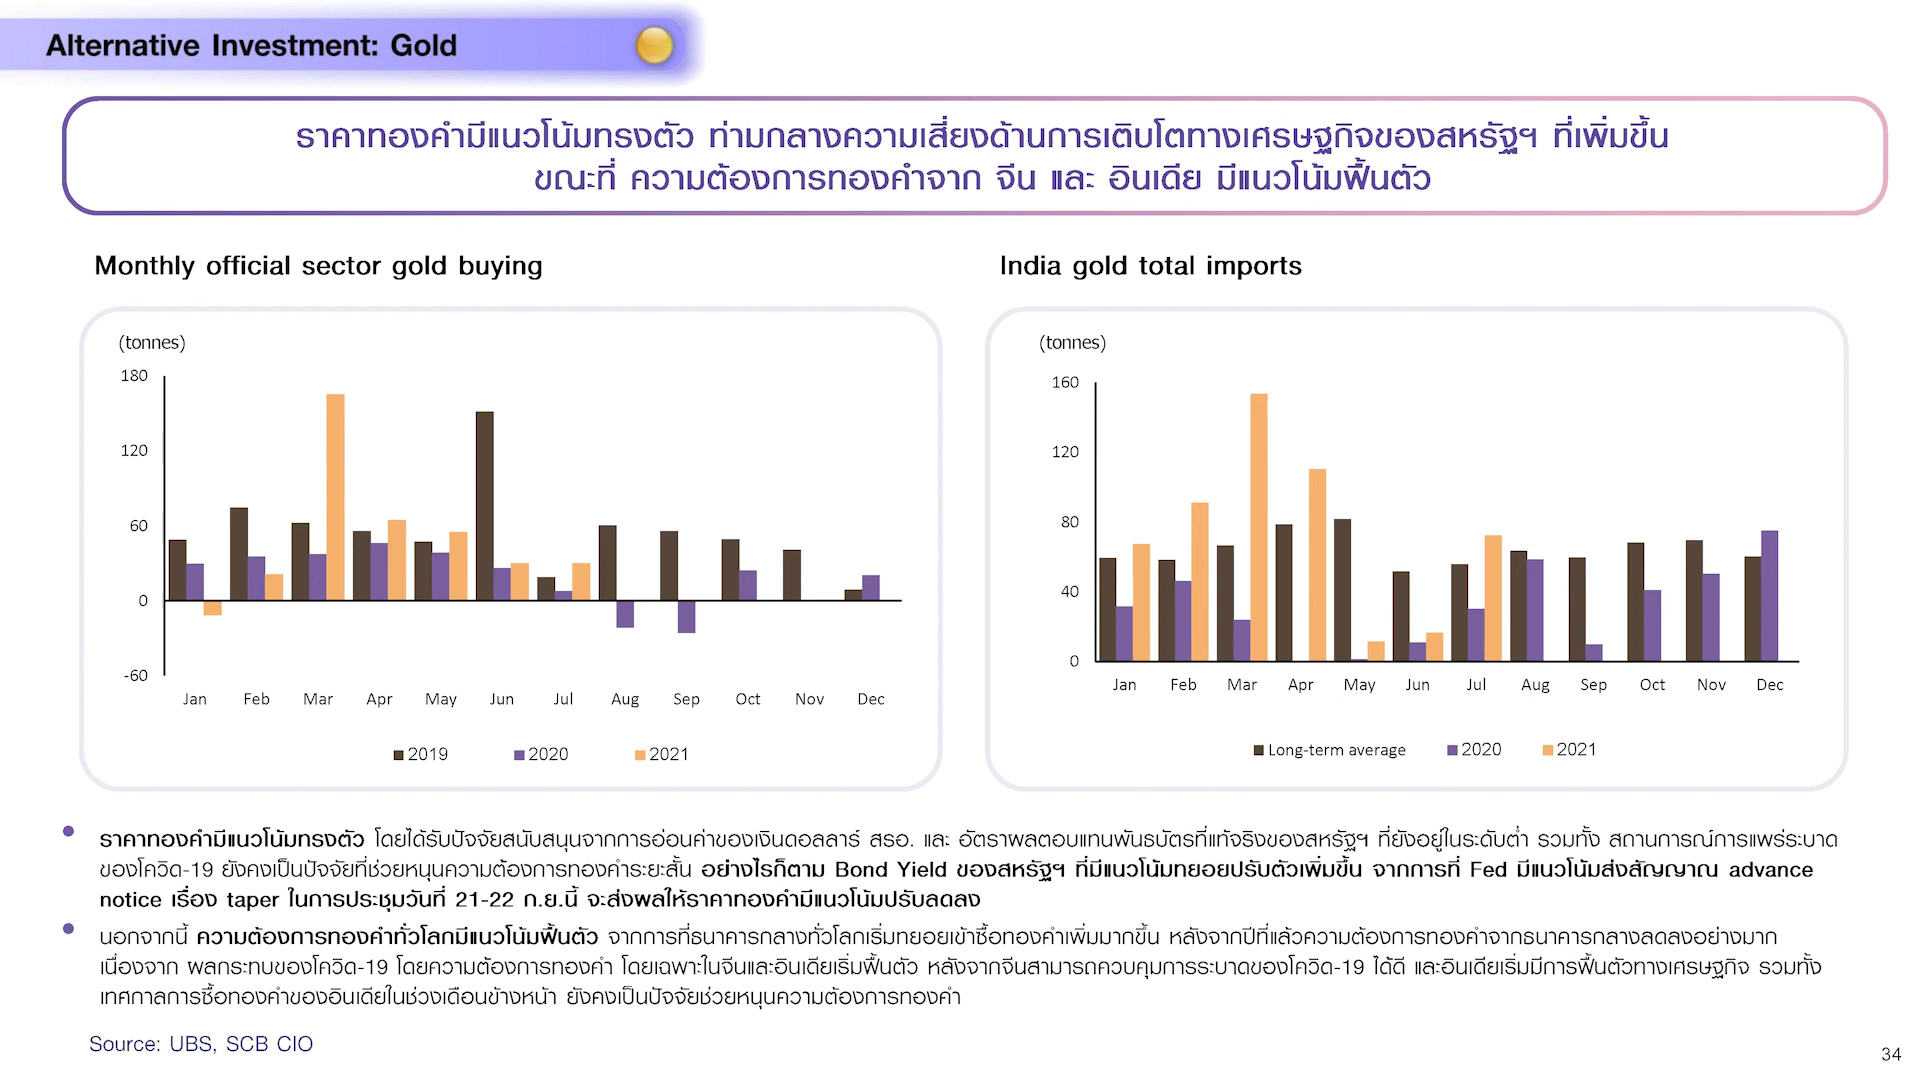 Alternative Investment: Gold
ราคาทองคำมีแนวโน้มทรงตัว ท่ามกลางความเสี่ยงด้านการเติบโตทางเศรษฐกิจของสหรัฐฯ ที่เพิ่มขึ้น
ขณะที่ ความต้องการทองคำจาก จีน และ อินเดีย มีแนวโน้มฟื้นตัว
Monthly official sector gold buying
(tonnes)
180
120
60
0
-60
Jan Feb Mar Apr May Jun Jul Aug Sep Oct Nov Dec
2019 2020 2021
India gold total imports
(tonnes)
160
120
80
40
0
Jan Feb Mar Apr May Jun Jul Aug Sep Oct Nov Dec
Long-term average 2020 2021
• ราคาทองคำมีแนวโน้มทรงตัว โดยได้รับปัจจัยสนับสนุนจากการอ่อนค่าของเงินดอลลาร์ สรอ. และ อัตราผลตอบแทนพันธบัตรที่แท้จริงของสหรัฐฯ ที่ยังอยู่ในระดับต่ำ รวมทั้ง สถานการณ์การแพร่ระบาด
ของโควิด-19 ยังคงเป็นปัจจัยที่ช่วยหนุนความต้องการทองคำระยะสั้น อย่างไรก็ตาม Bond Yield ของสหรัฐฯ ที่มีแนวโน้มทยอยปรับตัวเพิ่มขึ้น จากการที่ Fed มีแนวโน้มส่งสัญญาณ advance
notice เรื่อง taper ในการประชุมวันที่ 21-22 ก.ย.นี้ จะส่งผลให้ราคาทองคำมีแนวโน้มปรับลดลง
• นอกจากนี้ ความต้องการทองคำทั่วโลกมีแนวโน้มฟื้นตัว จากการที่ธนาคารกลางทั่วโลกเริ่มทยอยเข้าซื้อทองคำเพิ่มมากขึ้น หลังจากปีที่แล้วความต้องการทองคำจากธนาคารกลางลดลงอย่างมาก
เนื่องจาก ผลกระทบของโควิด-19 โดยความต้องการทองคำ โดยเฉพาะในจีนและอินเดียเริ่มฟื้นตัว หลังจากจีนสามารถควบคุมการระบาดของโควิด-19 ได้ดี และอินเดียเริ่มมีการฟื้นตัวทางเศรษฐกิจ รวมทั้ง
เทศกาลการซื้อทองคำของอินเดียในช่วงเดือนข้างหน้า ยังคงเป็นปัจจัยช่วยหนุนความต้องการทองคำ
Source: UBS, SCB CIO
34